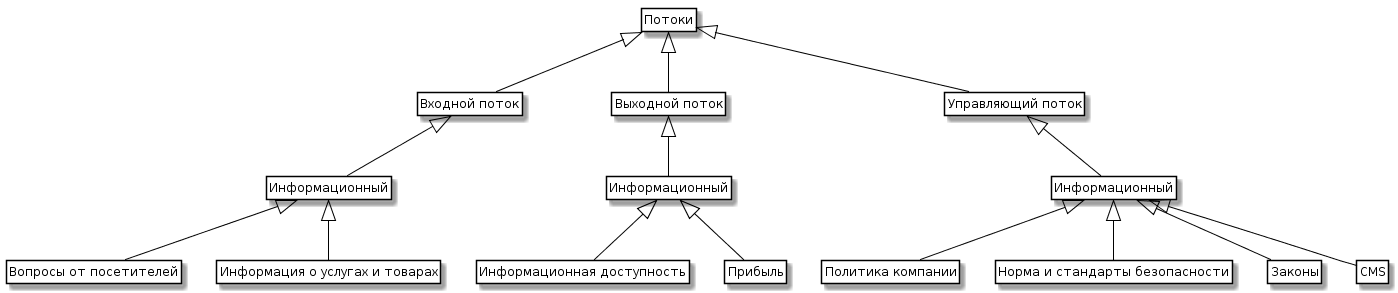 Потоки
Входной поток
Выходной поток
Управляющий поток
Информационный
Информационный
Информационный
Вопросы от посетителей
Информация о услугах и товарах
Информационная доступность
Прибыль
Политика компании
Норма и стандарты безопасности
Законы
CMS